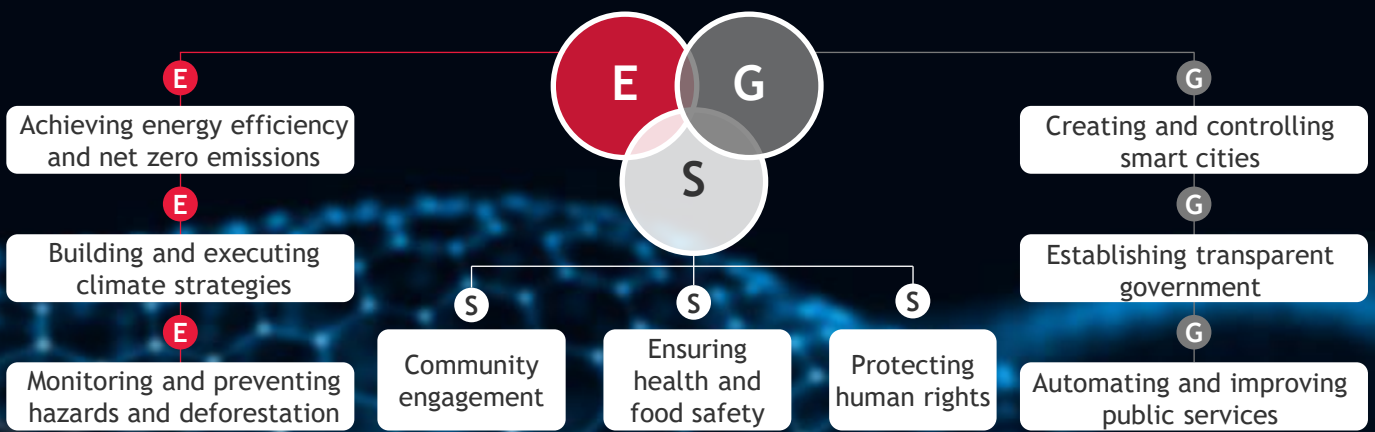 E
G
S
E
Achieving energy efficiency
and net zero emissions
E
Building and executing
climate strategies
E
Monitoring and preventing
hazards and deforestation
S
Community
engagement
S
Ensuring
health and
food safety
S
Protecting
human rights
G
Creating and controlling
smart cities
G
Establishing transparent
government
G
Automating and improving
public services